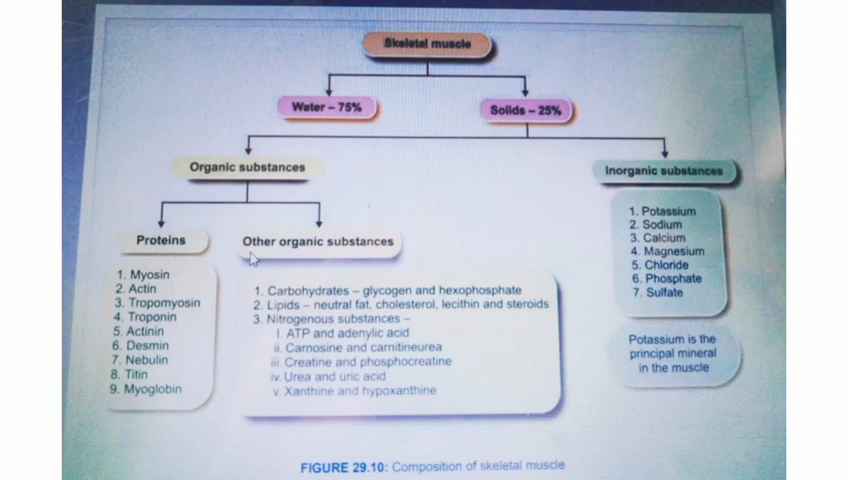 Skeletal muscle
Water – 75%
Solids – 25%
Organic substances
Inorganic substances
Proteins
1. Myosin
2. Actin
3. Tropomyosin
4. Troponin
5. Actinin
6. Desmin
7. Nebulin
8. Titin
9. Myoglobin
Other organic substances
1. Carbohydrates – glycogen and hexophosphate
2. Lipids – neutral fat, cholesterol, lecithin and steroids
3. Nitrogenous substances –
i. ATP and adenylic acid
ii. Carnosine and carnitineurea
iii. Creatine and phosphocreatine
iv. Urea and uric acid
v. Xanthine and hypoxanthine
1. Potassium
2. Sodium
3. Calcium
4. Magnesium
5. Chloride
6. Phosphate
7. Sulfate
Potassium is the
principal mineral
in the muscle
FIGURE 29.10: Composition of skeletal muscle